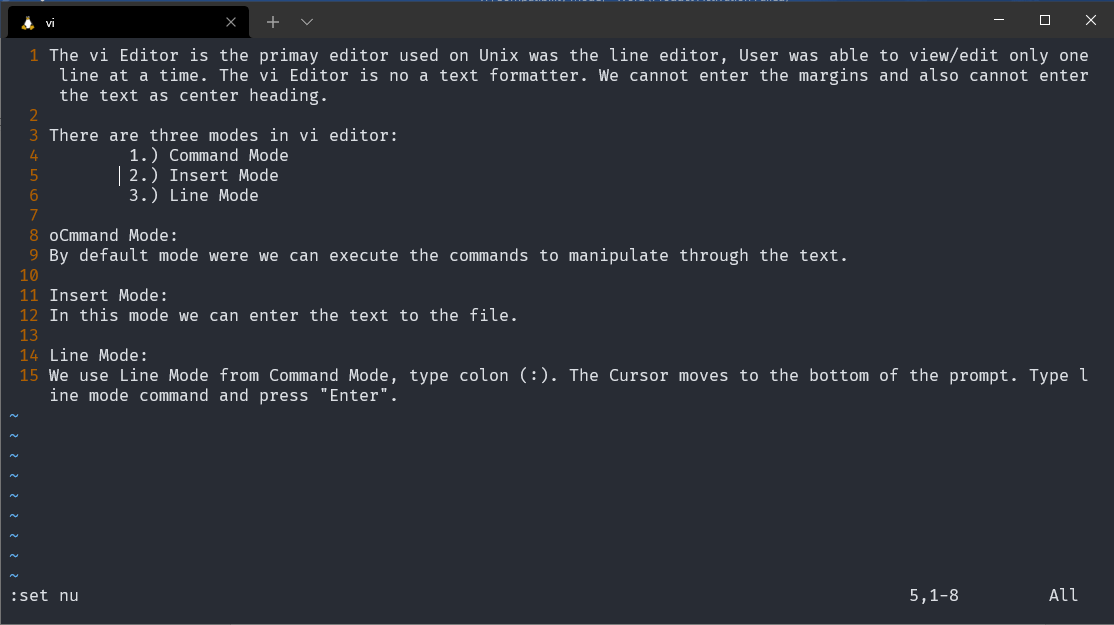 vi
1 The vi Editor is the primay editor used on Unix was the line editor, User was able to view/edit only one
line at a time. The vi Editor is no a text formatter. We cannot enter the margins and also cannot enter
the text as center heading.
2
3 There are three modes in vi editor:
4 1.) Command Mode
5 2.) Insert Mode
6 3.) Line Mode
7
8 oCmmand Mode:
9 By default mode were we can execute the commands to manipulate through the text.
10
11 Insert Mode:
12 In this mode we can enter the text to the file.
13
14 Line Mode:
15 We use Line Mode from Command Mode, type colon (:). The Cursor moves to the bottom of the prompt. Type l
ine mode command and press "Enter".
~
~
~
~
~
~
~
~
~
:set nu 5,1-8 All